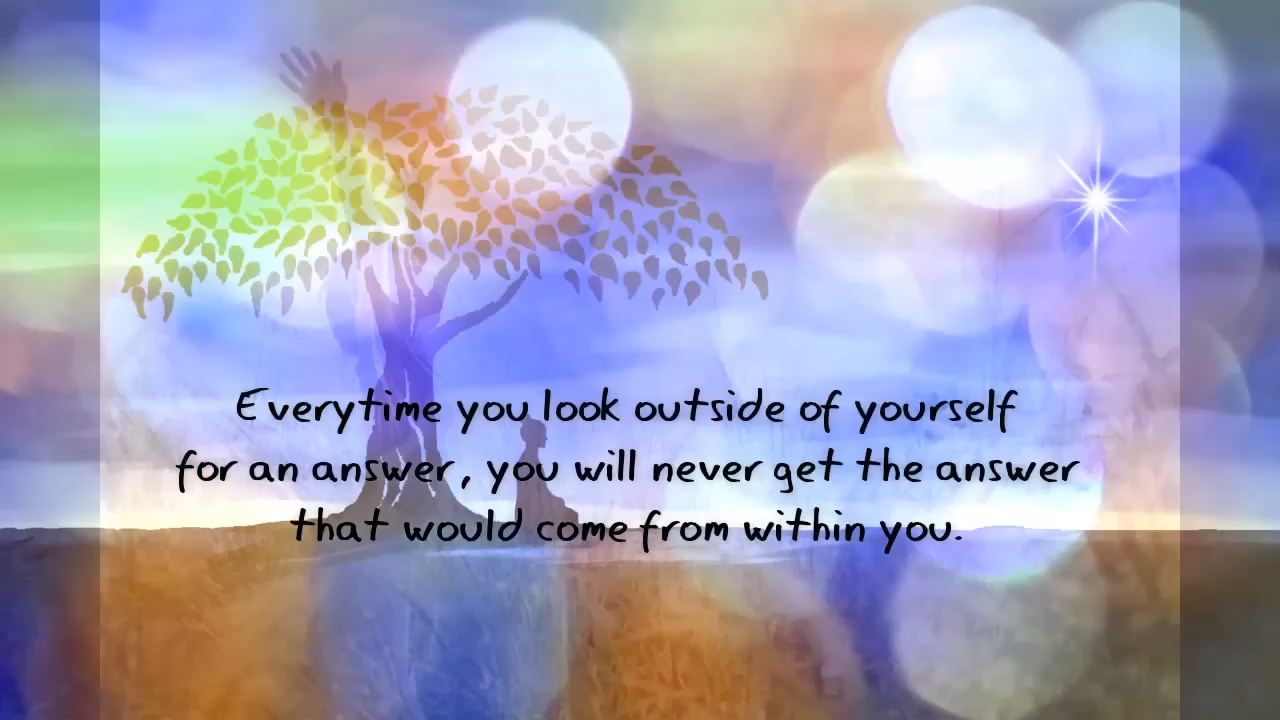 Everytime you look outside of yourself
for an answer, you will never get the answer
that would come from within you.